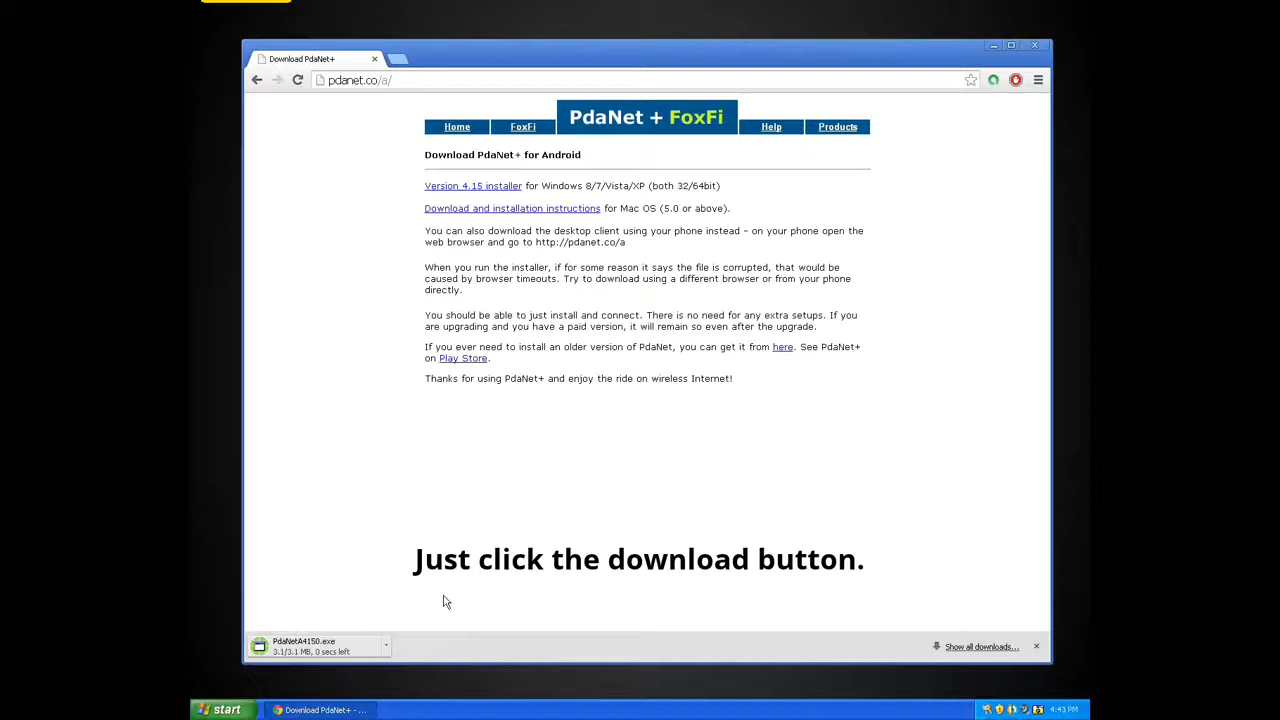 Download PdaNet+
pdanet.co/a/
Home
FoxFi
PdaNet + FoxFi
Help
Products
Download PdaNet+ for Android
Version 4.15 installer for Windows 8/7/Vista/XP (both 32/64bit)
Download and installation instructions for Mac OS (5.0 or above).
You can also download the desktop client using your phone instead - on your phone open the
web browser and go to http://pdanet.co/a
When you run the installer, if for some reason it says the file is corrupted, that would be
caused by browser timeouts. Try to download using a different browser or from your phone
directly.
You should be able to just install and connect. There is no need for any extra setups. If you
are upgrading and you have a paid version, it will remain so even after the upgrade.
If you ever need to install an older version of PdaNet, you can get it from here. See PdaNet+
on Play Store.
Thanks for using PdaNet+ and enjoy the ride on wireless Internet!
Just click the download button.
PdaNetA4150.exe
3.1/3.1 MB, 0 secs left
Show all downloads...
start
Download PdaNet+ - ...
4:43 PM